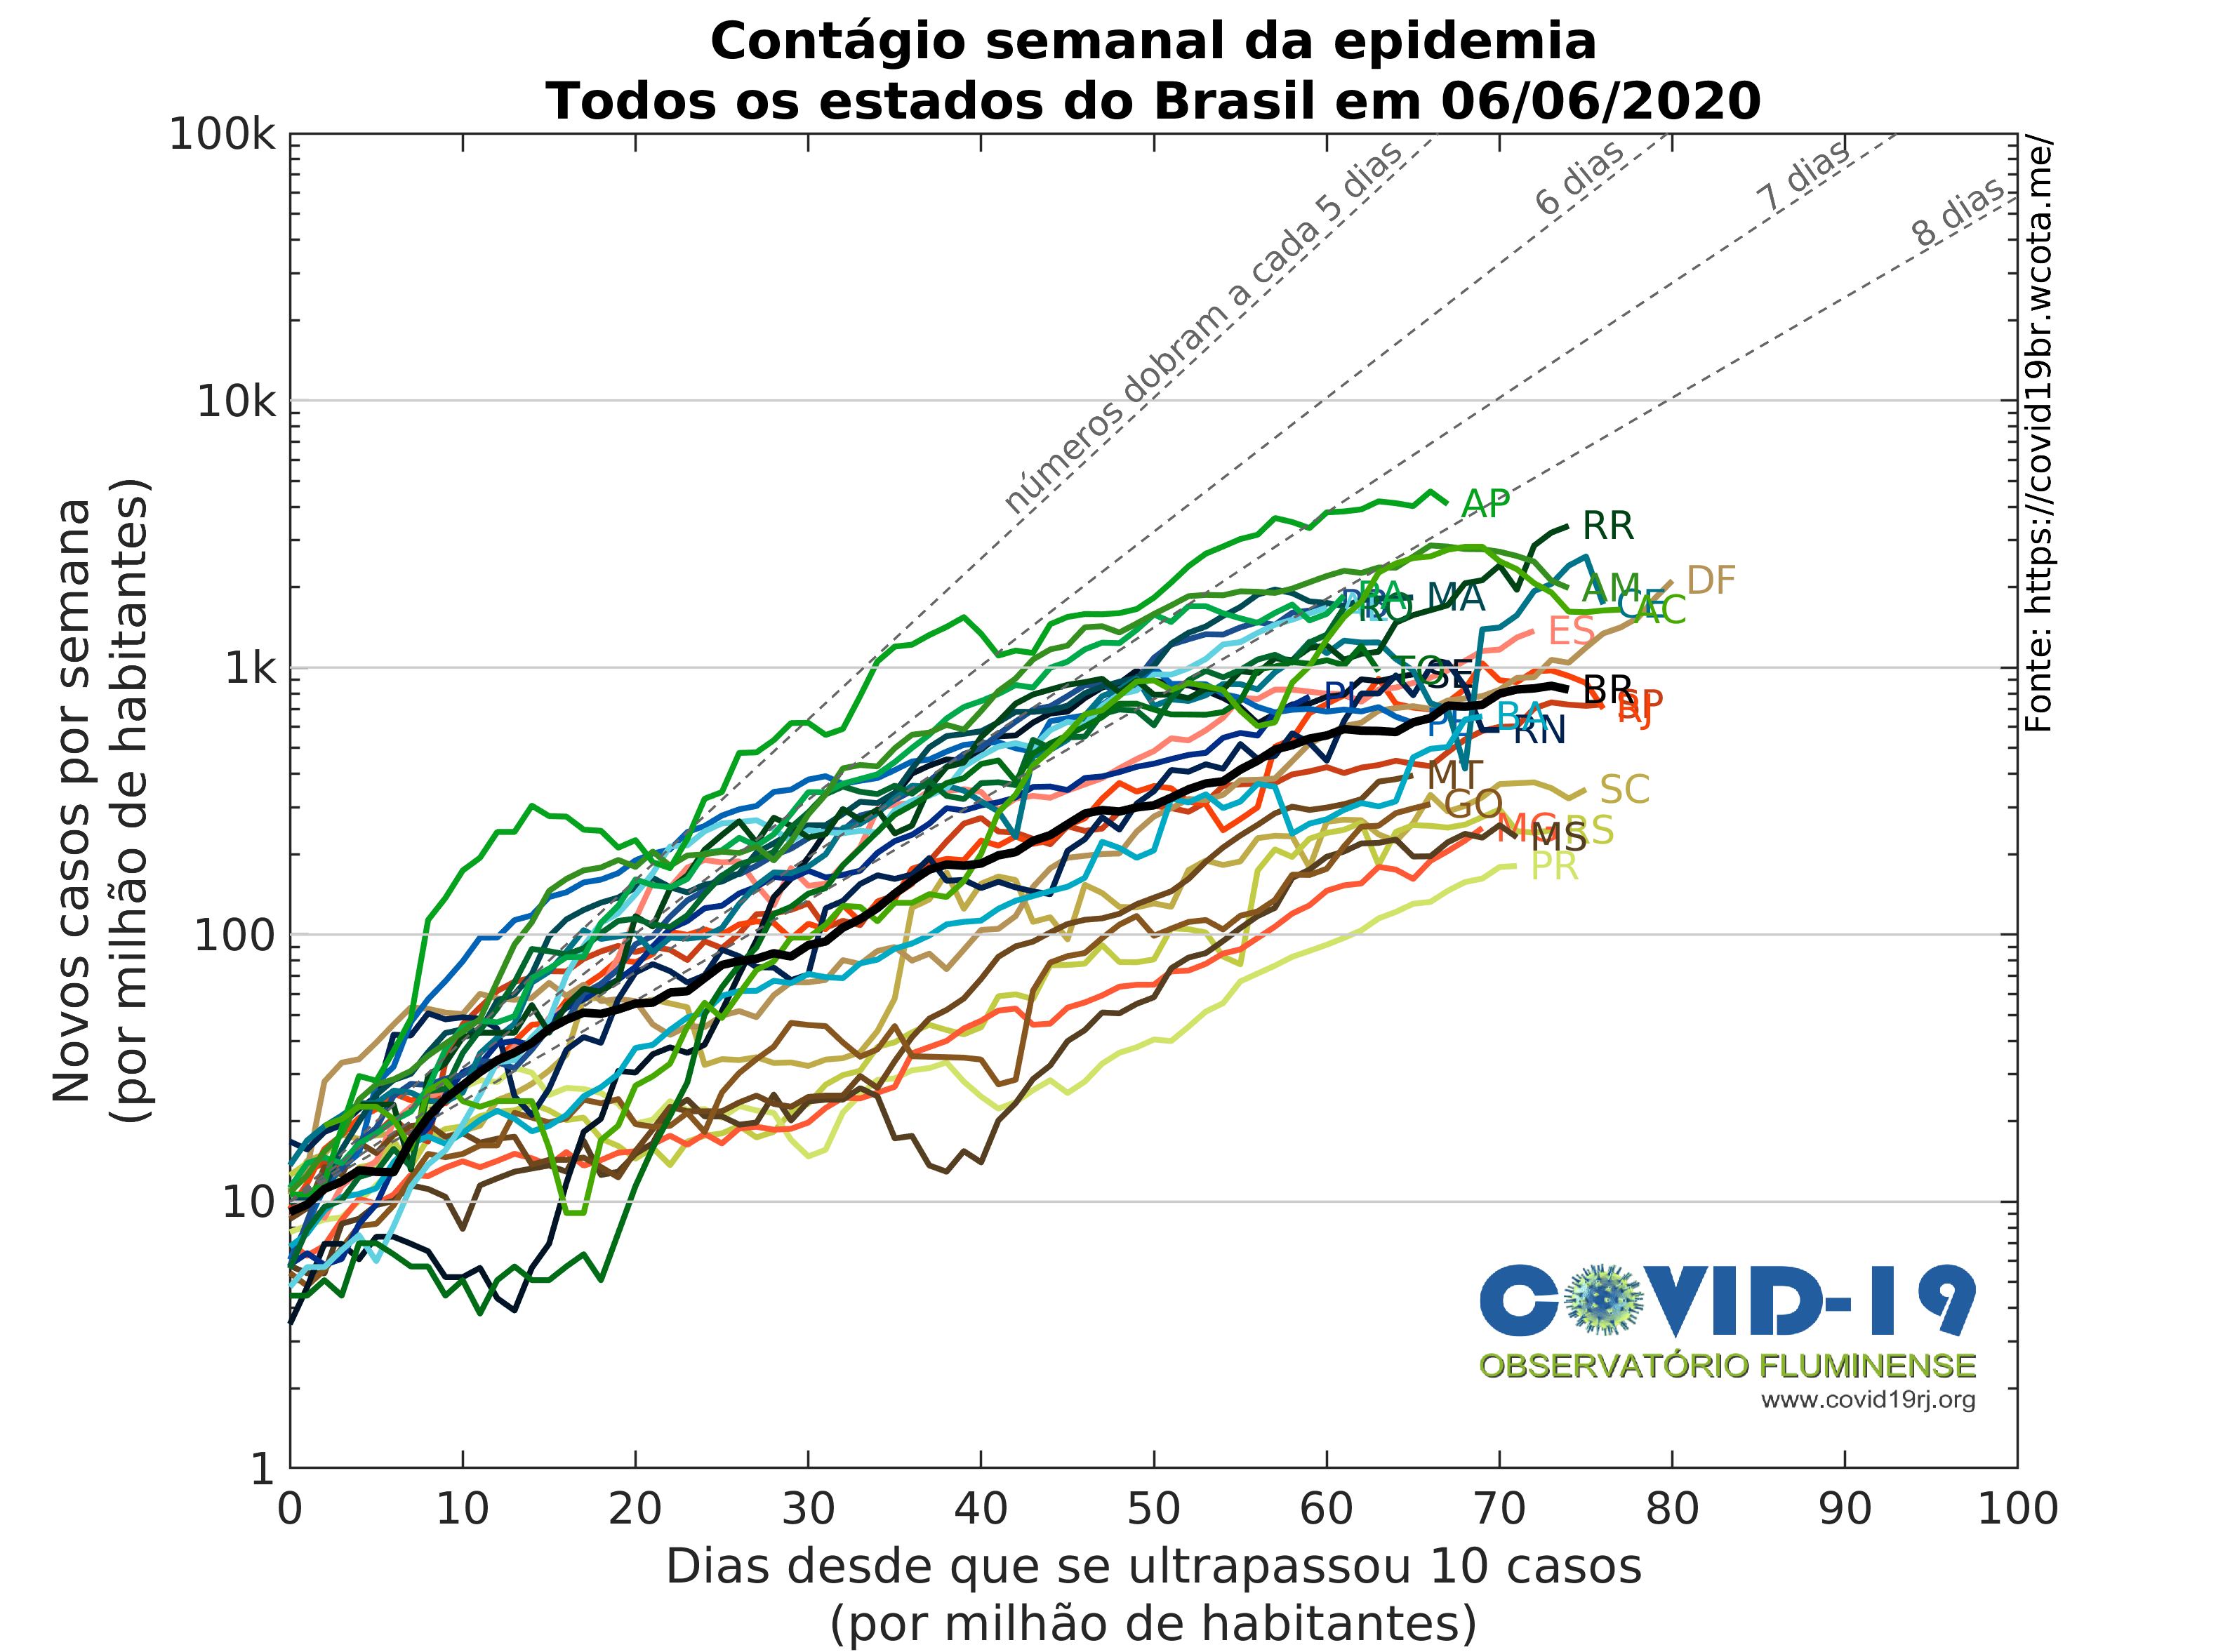 Contágio semanal da epidemia
Todos os estados do Brasil em 06/06/2020
100k
10k
1k
100
10
1
Novos casos por semana
(por milhão de habitantes)
números dobram a cada 5 dias
6 dias
7 dias
8 dias
Fonte: https://covid19br.wcota.me/
AP
RR
DF
AM
CE
AC
PA
MA
RO
ES
TO
SE
BR
SP
RJ
BA
RN
MT
GO
SC
MG
RS
MS
PR
COVID-19
OBSERVATÓRIO FLUMINENSE
www.covid19rj.org
0 10 20 30 40 50 60 70 80 90 100
Dias desde que se ultrapassou 10 casos
(por milhão de habitantes)